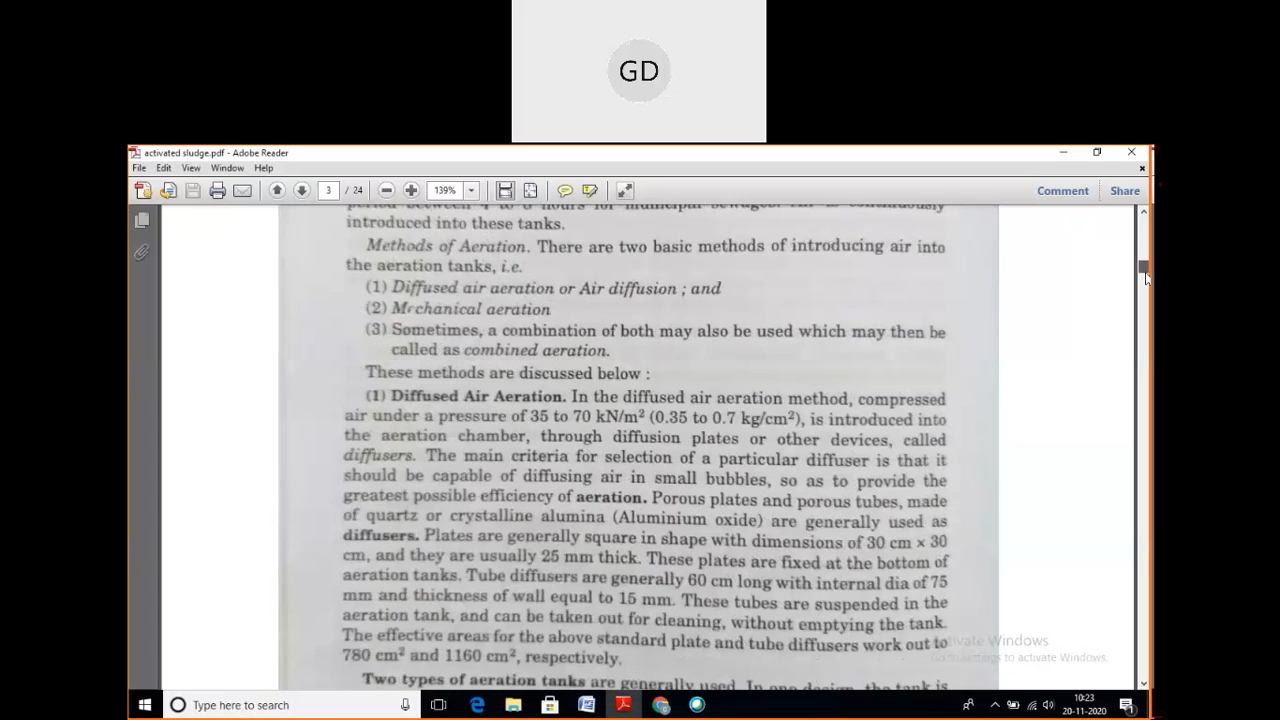 GD
activated sludge.pdf - Adobe Reader
File Edit View Window Help
3 / 24 139% Comment Share
period between 4 to 8 hours for municipal sewages. Air is continuously
introduced into these tanks.
Methods of Aeration. There are two basic methods of introducing air into
the aeration tanks, i.e.
(1) Diffused air aeration or Air diffusion ; and
(2) Mechanical aeration
(3) Sometimes, a combination of both may also be used which may then be
called as combined aeration.
These methods are discussed below :
(1) Diffused Air Aeration. In the diffused air aeration method, compressed
air under a pressure of 35 to 70 kN/m² (0.35 to 0.7 kg/cm²), is introduced into
the aeration chamber, through diffusion plates or other devices, called
diffusers. The main criteria for selection of a particular diffuser is that it
should be capable of diffusing air in small bubbles, so as to provide the
greatest possible efficiency of aeration. Porous plates and porous tubes, made
of quartz or crystalline alumina (Aluminium oxide) are generally used as
diffusers. Plates are generally square in shape with dimensions of 30 cm × 30
cm, and they are usually 25 mm thick. These plates are fixed at the bottom of
aeration tanks. Tube diffusers are generally 60 cm long with internal dia of 75
mm and thickness of wall equal to 15 mm. These tubes are suspended in the
aeration tank, and can be taken out for cleaning, without emptying the tank.
The effective areas for the above standard plate and tube diffusers work out to
780 cm² and 1160 cm², respectively.
Two types of aeration tanks are generally used. In one design, the tank is
Activate Windows
Go to Settings to activate Windows.
Type here to search
10:23
20-11-2020